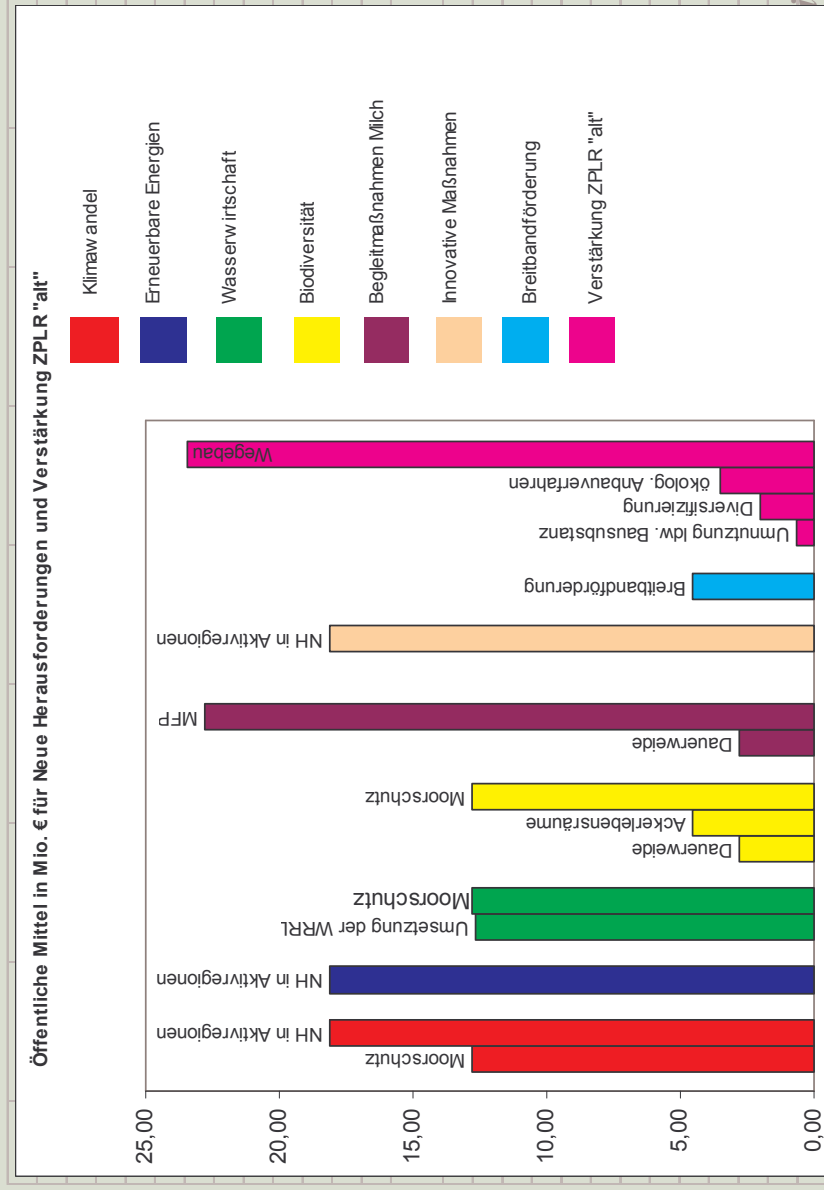 Öffentliche Mittel in Mio. € für Neue Herausforderungen und Verstärkung ZPLR "alt"
25,00
20,00
15,00
10,00
5,00
0,00
Moorschutz
NH in Aktivregionen
NH in Aktivregionen
Umsetzung der WRRL
Moorschutz
Dauerweide
Ackerlebensräume
Moorschutz
Dauerweide
MFP
NH in Aktivregionen
Breitbandförderung
Umnutzung ldw. Bausubstanz
Diversifizierung
ökolog. Anbauverfahren
Wegebau
Klimawandel
Erneuerbare Energien
Wasserwirtschaft
Biodiversität
Begleitmaßnahmen Milch
Innovative Maßnahmen
Breitbandförderung
Verstärkung ZPLR "alt"